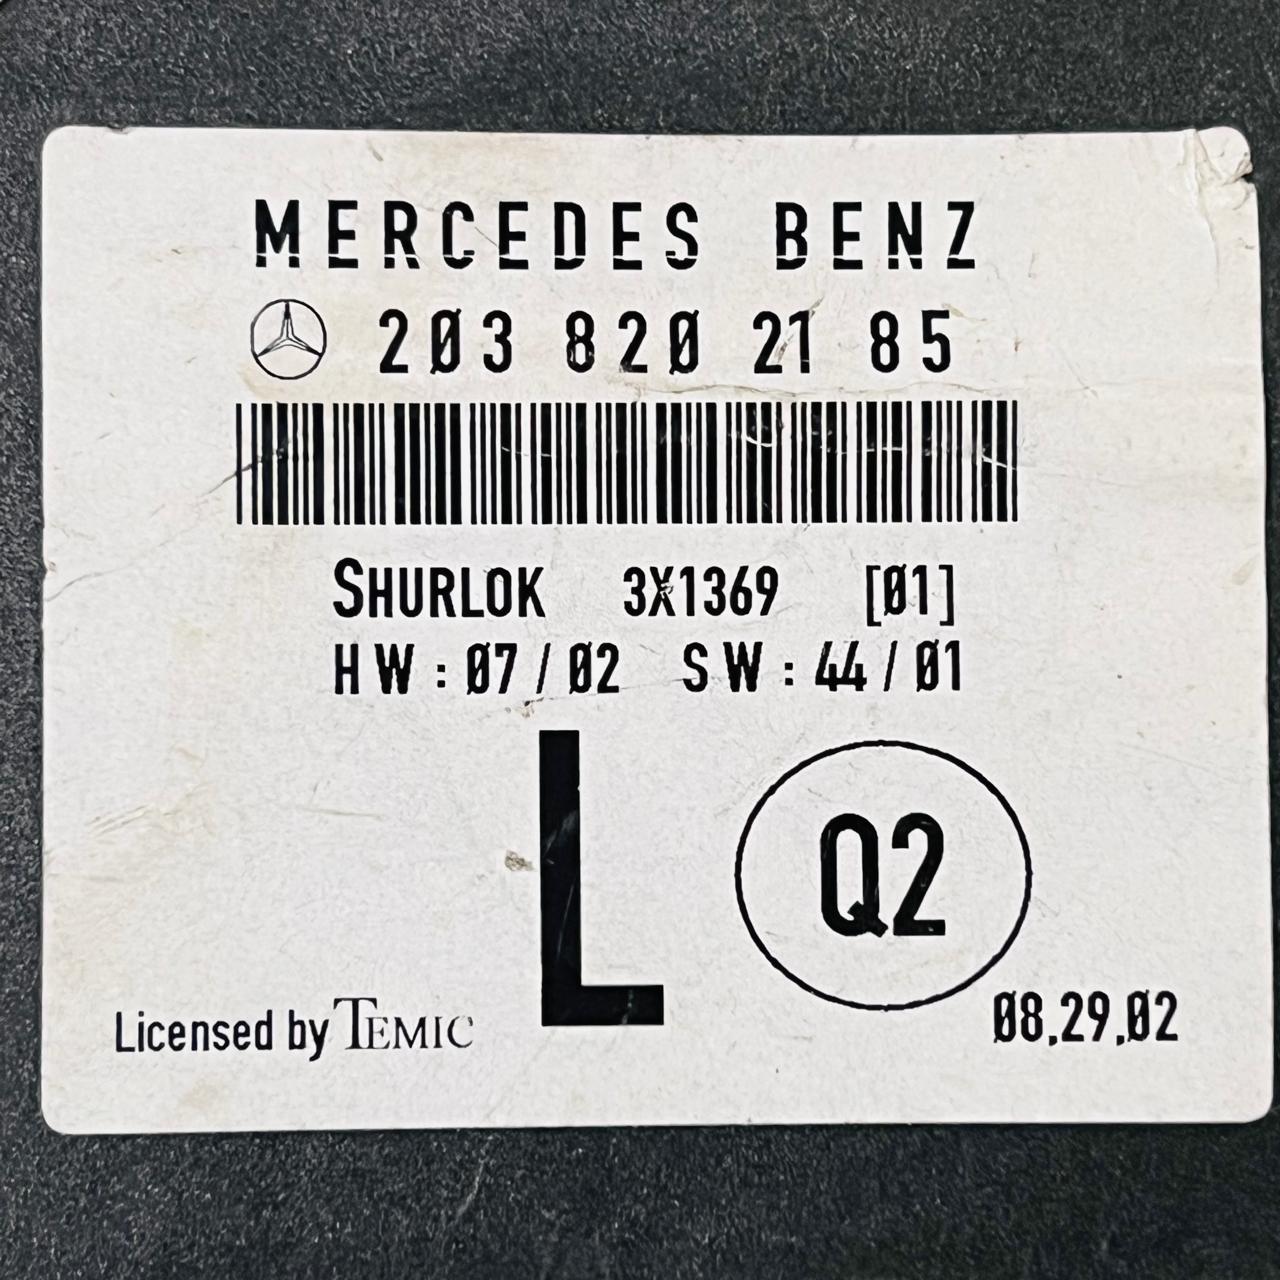 MERCEDES BENZ
2Ø3 82Ø 21 85
SHURLOK 3X1369 [Ø1]
HW: Ø7/Ø2 SW: 44/Ø1
L
Q2
Licensed by TEMIC
Ø8.29.Ø2